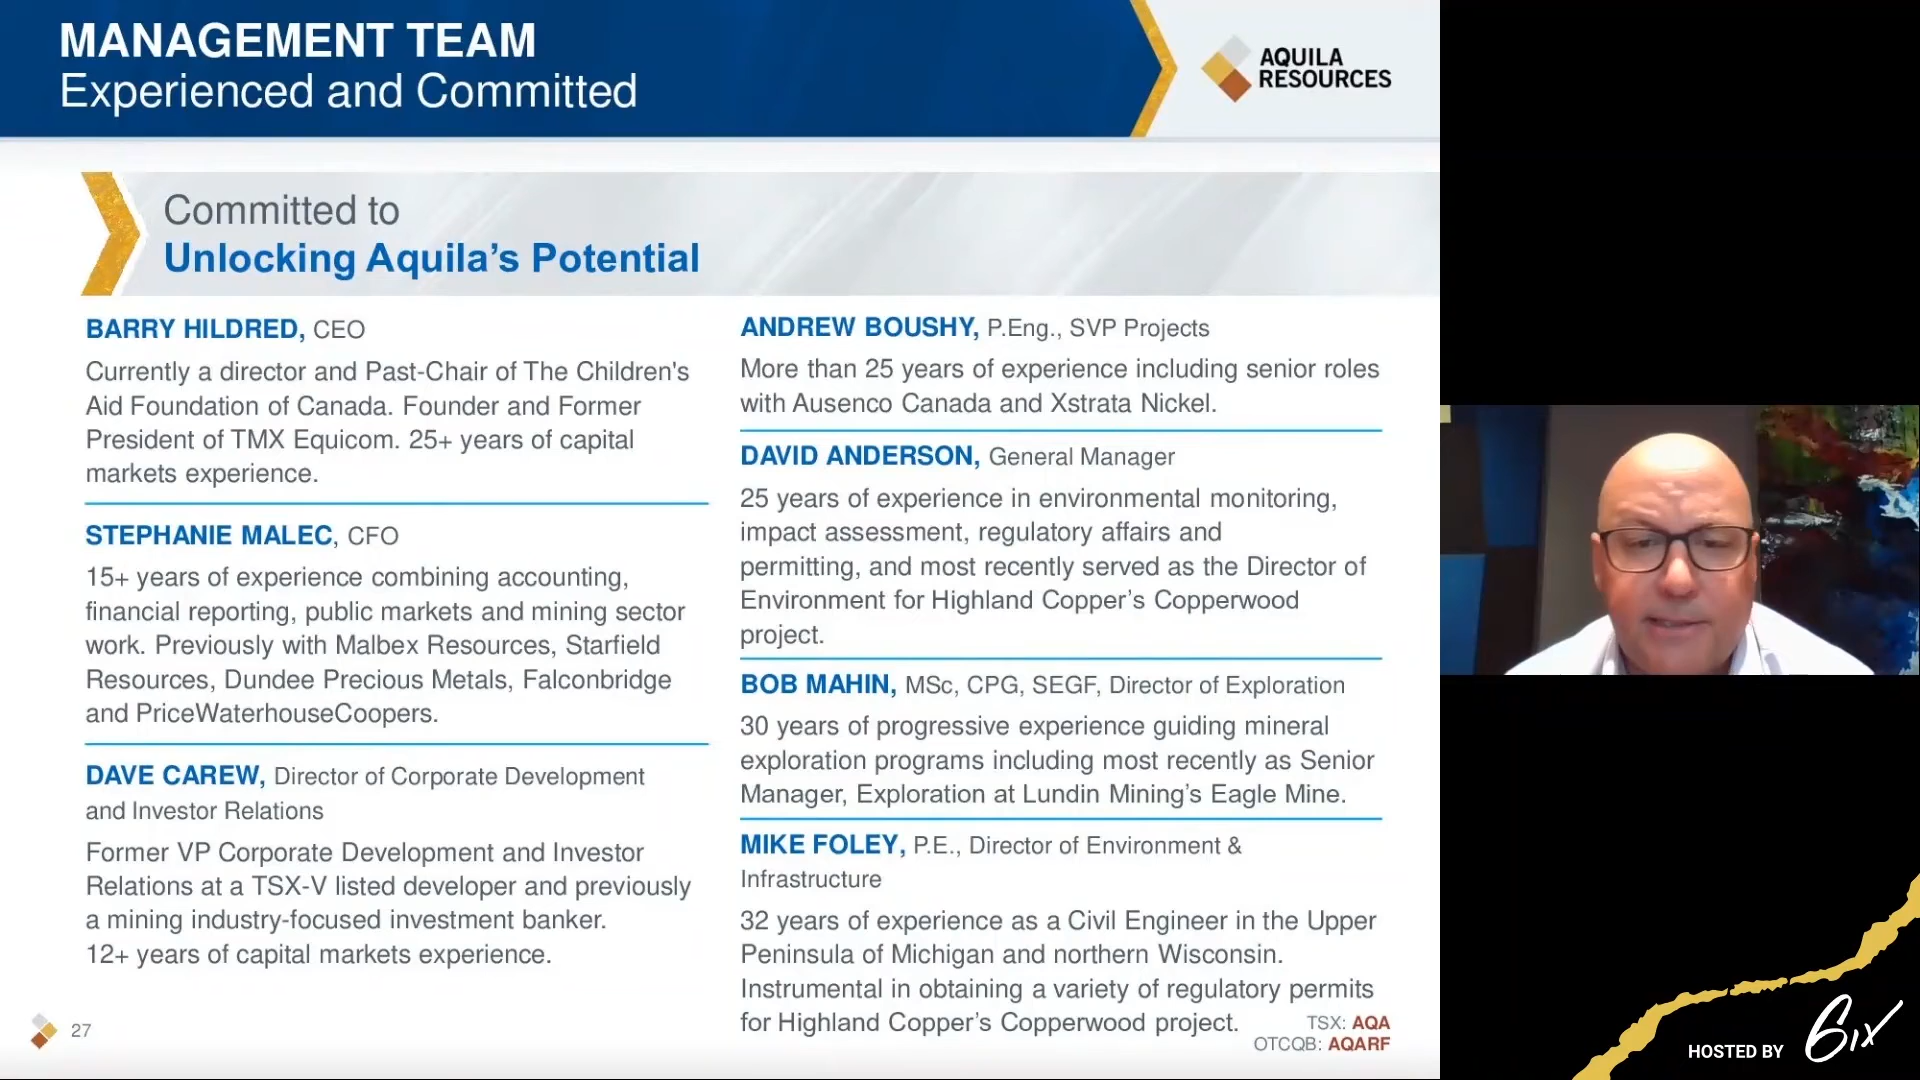 MANAGEMENT TEAM
Experienced and Committed
AQUILA
RESOURCES
Committed to
Unlocking Aquila’s Potential
BARRY HILDRED, CEO
Currently a director and Past-Chair of The Children's
Aid Foundation of Canada. Founder and Former
President of TMX Equicom. 25+ years of capital
markets experience.
STEPHANIE MALEC, CFO
15+ years of experience combining accounting,
financial reporting, public markets and mining sector
work. Previously with Malbex Resources, Starfield
Resources, Dundee Precious Metals, Falconbridge
and PriceWaterhouseCoopers.
DAVE CAREW, Director of Corporate Development
and Investor Relations
Former VP Corporate Development and Investor
Relations at a TSX-V listed developer and previously
a mining industry-focused investment banker.
12+ years of capital markets experience.
ANDREW BOUSHY, P.Eng., SVP Projects
More than 25 years of experience including senior roles
with Ausenco Canada and Xstrata Nickel.
DAVID ANDERSON, General Manager
25 years of experience in environmental monitoring,
impact assessment, regulatory affairs and
permitting, and most recently served as the Director of
Environment for Highland Copper’s Copperwood
project.
BOB MAHIN, MSc, CPG, SEGF, Director of Exploration
30 years of progressive experience guiding mineral
exploration programs including most recently as Senior
Manager, Exploration at Lundin Mining’s Eagle Mine.
MIKE FOLEY, P.E., Director of Environment &
Infrastructure
32 years of experience as a Civil Engineer in the Upper
Peninsula of Michigan and northern Wisconsin.
Instrumental in obtaining a variety of regulatory permits
for Highland Copper’s Copperwood project.
TSX: AQA
OTCQB: AQARF
27
HOSTED BY 6ix